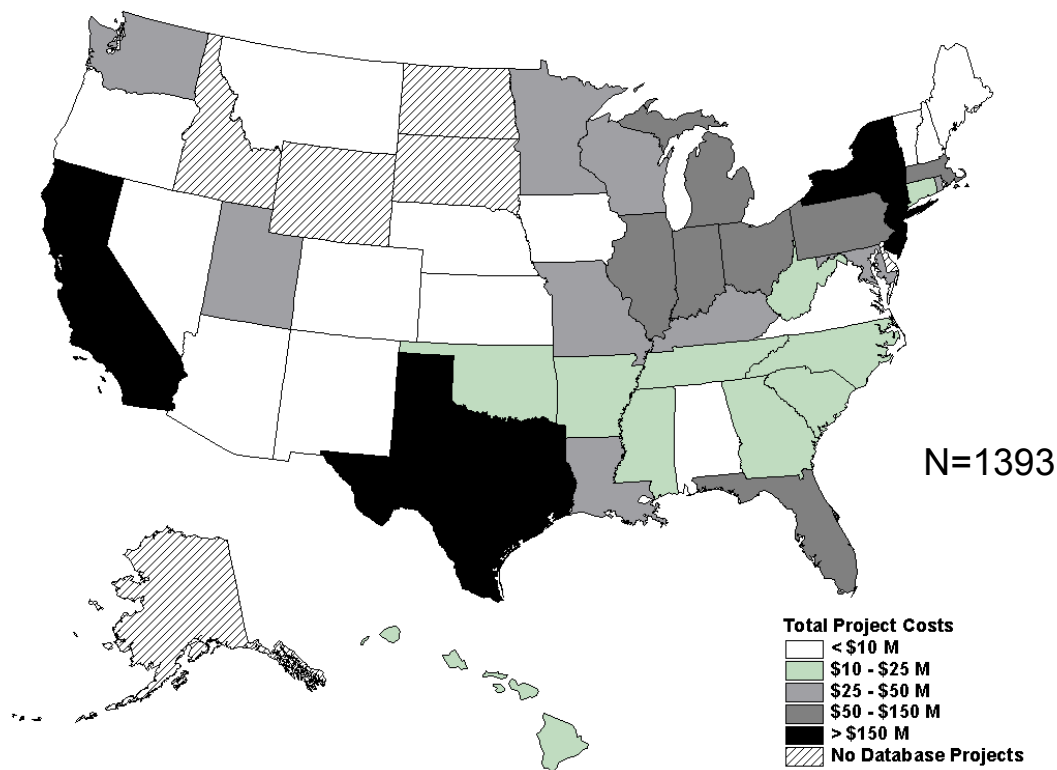 N=1393
Total Project Costs
< $10 M
$10 - $25 M
$25 - $50 M
$50 - $150 M
> $150 M
No Database Projects